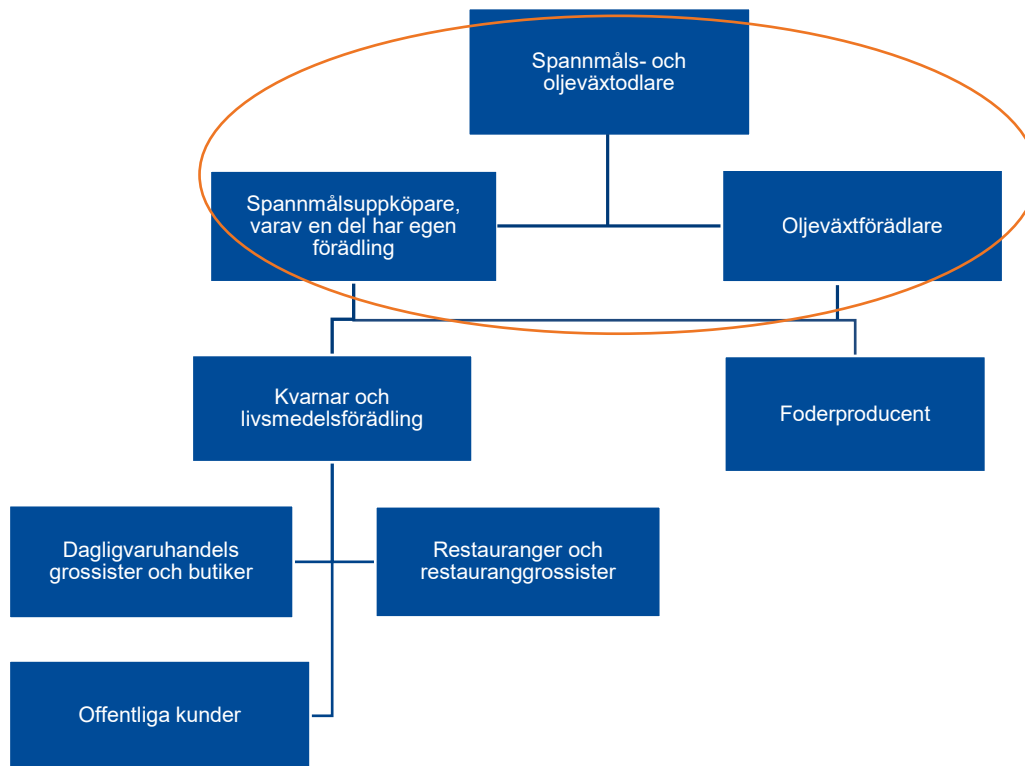 Spannmåls- och
oljeväxtodlare
Spannmålsuppköpare,
varav en del har egen
förädling
Oljeväxtförädlare
Kvarnar och
livsmedelsförädling
Foderproducent
Dagligvaruhandels
grossister och butiker
Restauranger och
restauranggrossister
Offentliga kunder